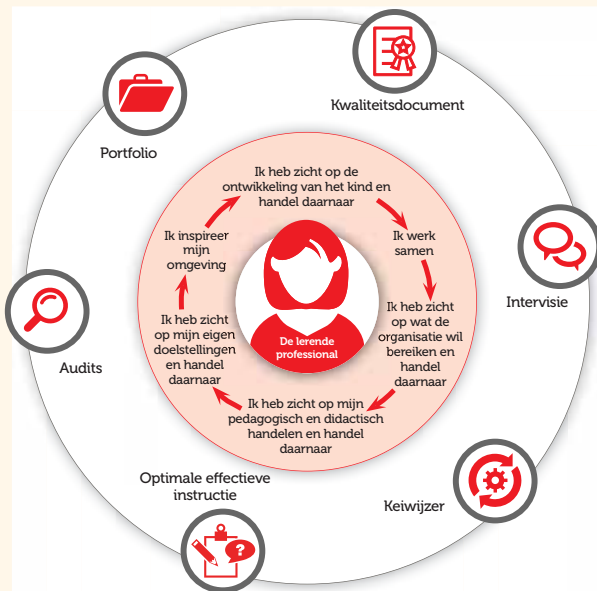 Kwaliteitsdocument
Portfolio
Ik heb zicht op de
ontwikkeling van het kind en
handel daarnaar
Ik werk
samen
Ik heb zicht
op wat de
organisatie wil
bereiken en
handel
daarnaar
Ik heb zicht op mijn
pedagogisch en didactisch
handelen en handel
daarnaar
Ik heb zicht
op mijn eigen
doelstellingen
en handel
daarnaar
Ik inspireer
mijn
omgeving
De lerende
professional
Intervisie
Audits
Keiwijzer
Optimale effectieve
instructie
?